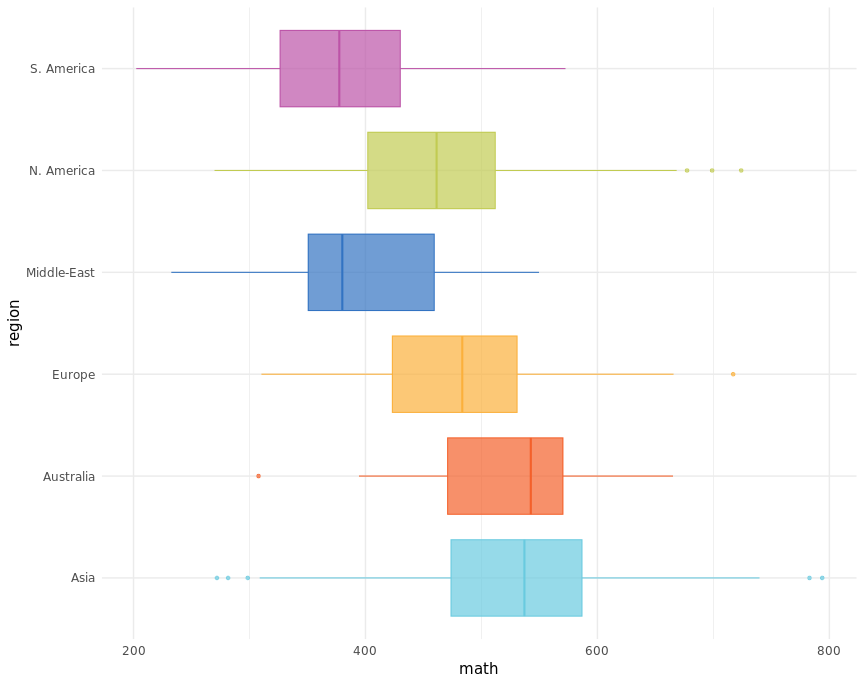 S. America
N. America
Middle-East
region
Europe
Australia
Asia
200 400 600 800
math